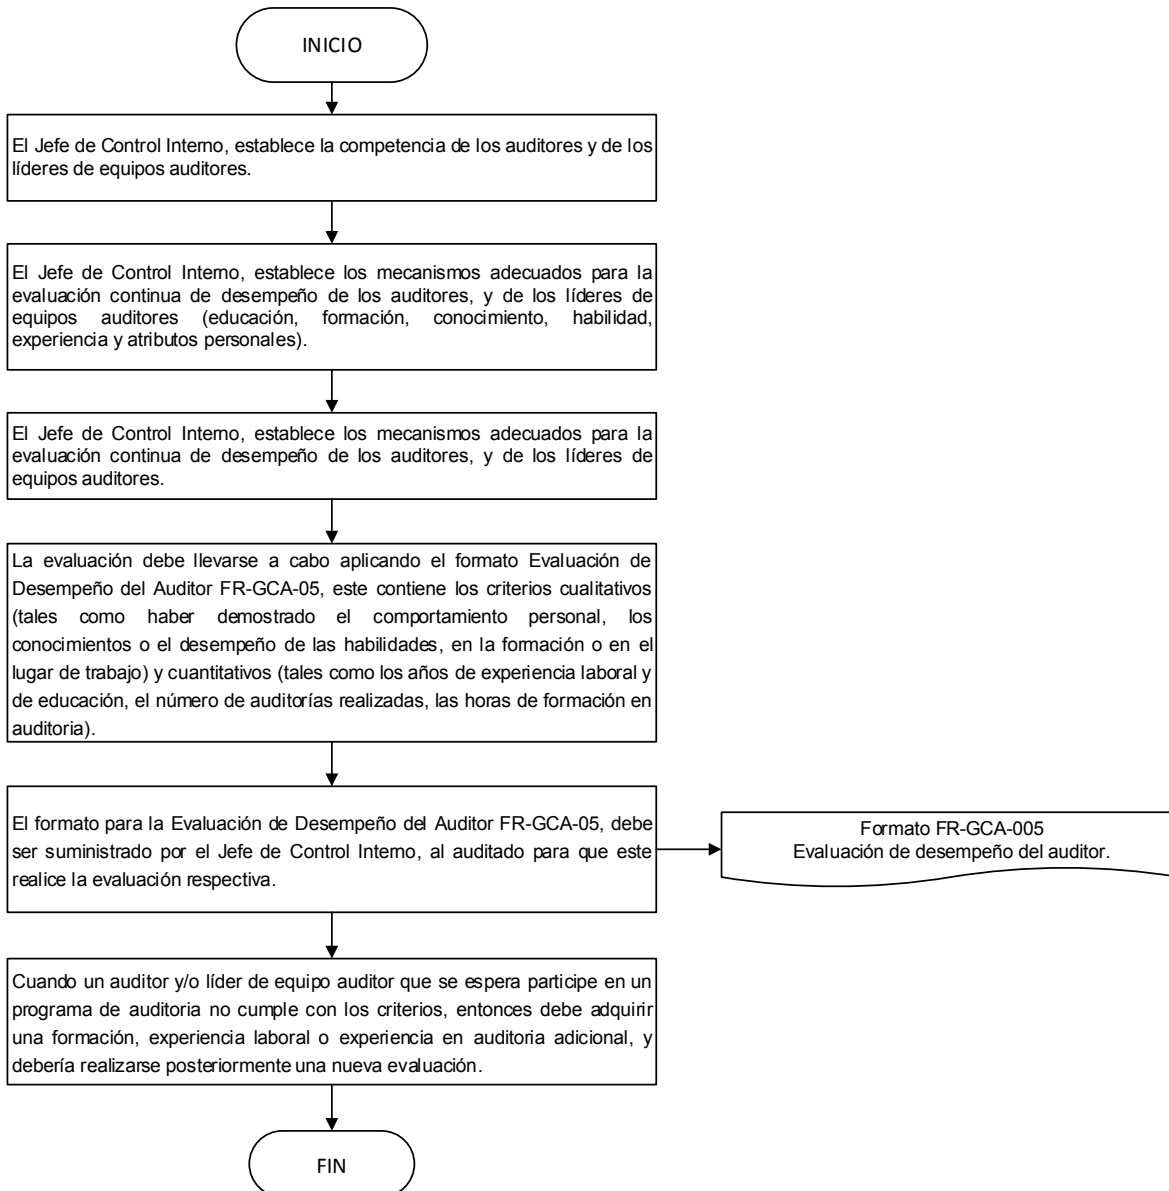 INICIO
El Jefe de Control Interno, establece la competencia de los auditores y de los
líderes de equipos auditores.
El Jefe de Control Interno, establece los mecanismos adecuados para la
evaluación continua de desempeño de los auditores, y de los líderes de
equipos auditores (educación, formación, conocimiento, habilidad,
experiencia y atributos personales).
El Jefe de Control Interno, establece los mecanismos adecuados para la
evaluación continua de desempeño de los auditores, y de los líderes de
equipos auditores.
La evaluación debe llevarse a cabo aplicando el formato Evaluación de
Desempeño del Auditor FR-GCA-05, este contiene los criterios cualitativos
(tales como haber demostrado el comportamiento personal, los
conocimientos o el desempeño de las habilidades, en la formación o en el
lugar de trabajo) y cuantitativos (tales como los años de experiencia laboral y
de educación, el número de auditorías realizadas, las horas de formación en
auditoria).
El formato para la Evaluación de Desempeño del Auditor FR-GCA-05, debe
ser suministrado por el Jefe de Control Interno, al auditado para que este
realice la evaluación respectiva.
Formato FR-GCA-005
Evaluación de desempeño del auditor.
Cuando un auditor y/o líder de equipo auditor que se espera participe en un
programa de auditoria no cumple con los criterios, entonces debe adquirir
una formación, experiencia laboral o experiencia en auditoria adicional, y
debería realizarse posteriormente una nueva evaluación.
FIN